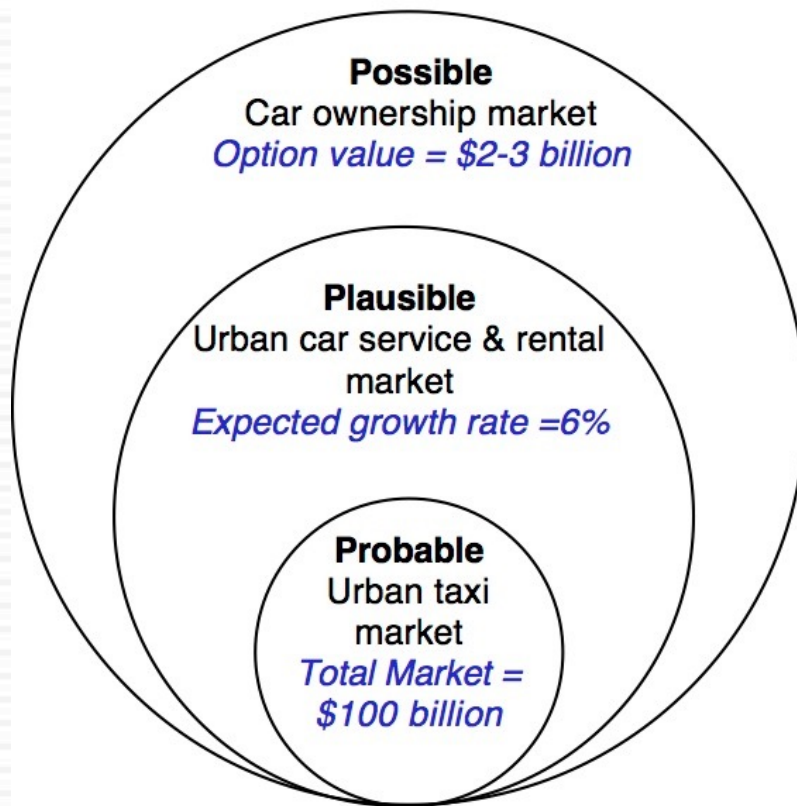 Possible
Car ownership market
Option value = $2-3 billion
Plausible
Urban car service & rental
market
Expected growth rate =6%
Probable
Urban taxi
market
Total Market =
$100 billion